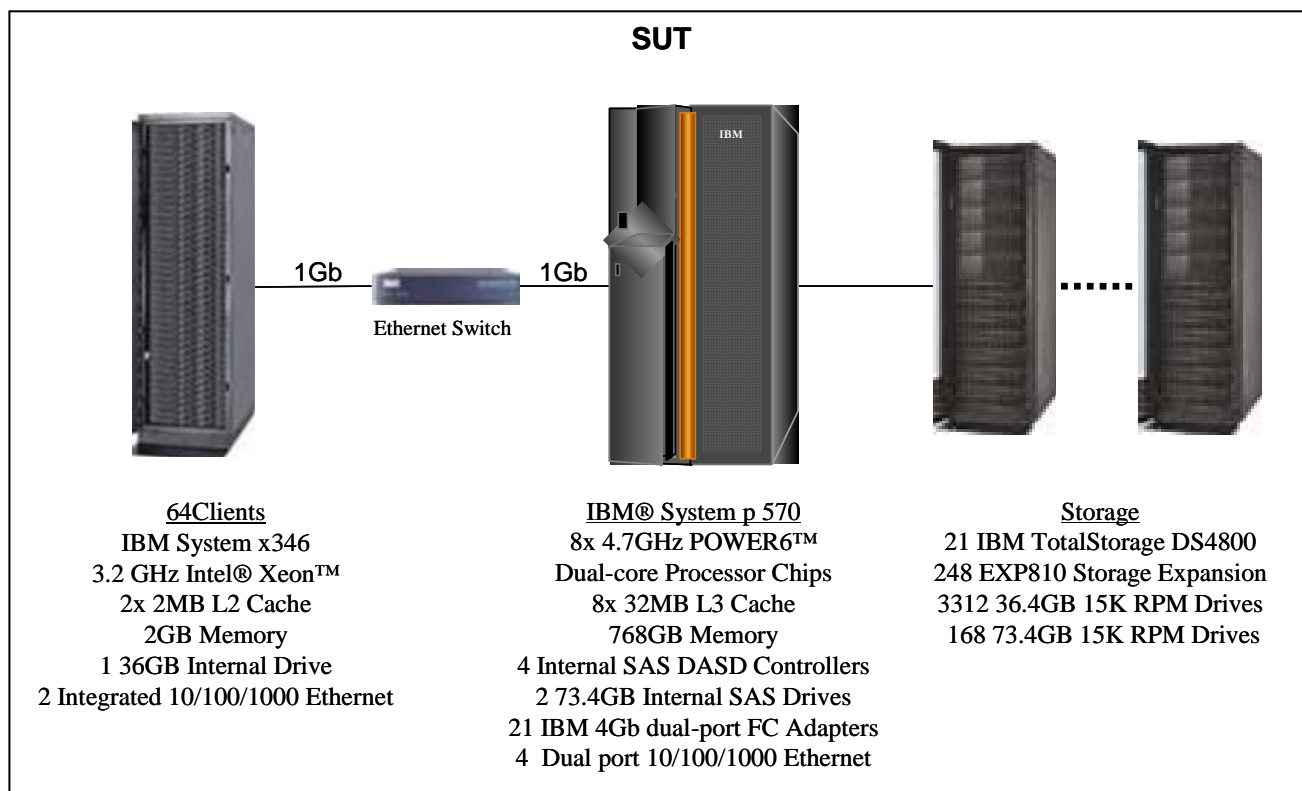 SUT
IBM
1Gb
1Gb
Ethernet Switch
64Clients
IBM System x346
3.2 GHz Intel® Xeon™
2x 2MB L2 Cache
2GB Memory
1 36GB Internal Drive
2 Integrated 10/100/1000 Ethernet
IBM® System p 570
8x 4.7GHz POWER6™
Dual-core Processor Chips
8x 32MB L3 Cache
768GB Memory
4 Internal SAS DASD Controllers
2 73.4GB Internal SAS Drives
21 IBM 4Gb dual-port FC Adapters
4 Dual port 10/100/1000 Ethernet
Storage
21 IBM TotalStorage DS4800
248 EXP810 Storage Expansion
3312 36.4GB 15K RPM Drives
168 73.4GB 15K RPM Drives